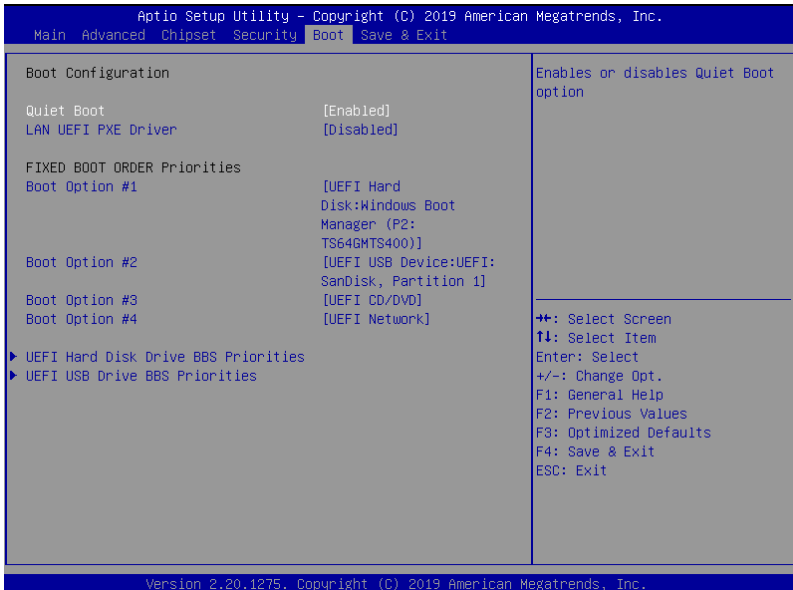 Aptio Setup Utility – Copyright (C) 2019 American Megatrends, Inc.
Main Advanced Chipset Security Boot Save & Exit
Boot Configuration
Quiet Boot [Enabled]
LAN UEFI PXE Driver [Disabled]
FIXED BOOT ORDER Priorities
Boot Option #1 [UEFI Hard
Disk:Windows Boot
Manager (P2:
TS64GMTS400)]
Boot Option #2 [UEFI USB Device:UEFI:
SanDisk, Partition 1]
Boot Option #3 [UEFI CD/DVD]
Boot Option #4 [UEFI Network]
UEFI Hard Disk Drive BBS Priorities
UEFI USB Drive BBS Priorities
Enables or disables Quiet Boot
option
→←: Select Screen
↑↓: Select Item
Enter: Select
+/-: Change Opt.
F1: General Help
F2: Previous Values
F3: Optimized Defaults
F4: Save & Exit
ESC: Exit
Version 2.20.1275. Copyright (C) 2019 American Megatrends, Inc.